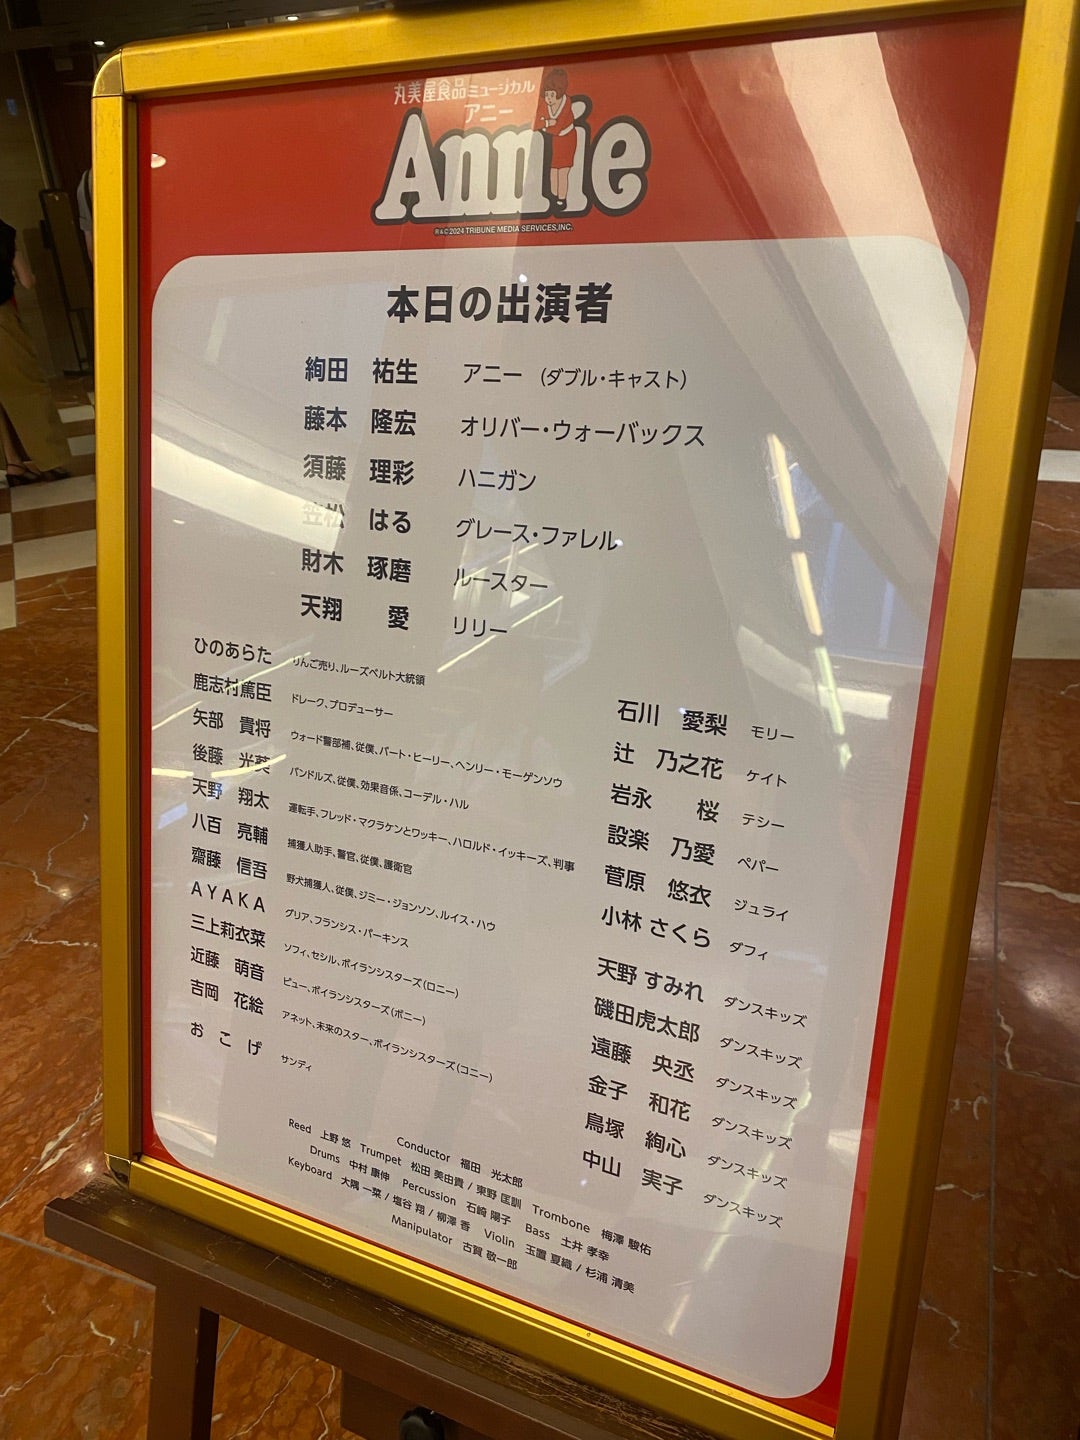 丸美屋食品ミュージカル
アニー
Annie
R&C2024 TRIBUNE MEDIA SERVICES,INC.
本日の出演者
絢田 祐生 アニー (ダブル・キャスト)
藤本 隆宏 オリバー・ウォーバックス
須藤 理彩 ハニガン
笠松 はる グレース・ファレル
財木 琢磨 ルースター
天翔 愛 リリー
ひのあらた りんご売り、ルーズベルト大統領
鹿志村篤臣 ドレーク、プロデューサー
矢部 貴将 ウォード警部補、従僕、バート・ヒーリー、ヘンリー・モーゲンソウ
後藤 光葵 バンドルズ、従僕、効果音係、コーデル・ハル
天野 翔太 運転手、フレッド・マクラケンとワッキー、ハロルド・イッキーズ、判事
八百 亮輔 捕獲人助手、警官、従僕、護衛官
齋藤 信吾 野犬捕獲人、従僕、ジミー・ジョンソン、ルイス・ハウ
AYAKA グリア、フランシス・パーキンス
三上莉衣菜 ソフィ、セシル、ボイランシスターズ(ロニー)
近藤 萌音 ピュー、ボイランシスターズ(ボニー)
吉岡 花絵 アネット、未来のスター、ボイランシスターズ(コニー)
おこげ サンディ
石川 愛梨 モリー
辻 乃之花 ケイト
岩永 桜 テシー
設楽 乃愛 ペパー
菅原 悠衣 ジュライ
小林 さくら ダフィ
天野 すみれ ダンスキッズ
磯田虎太郎 ダンスキッズ
遠藤 央丞 ダンスキッズ
金子 和花 ダンスキッズ
鳥塚 絢心 ダンスキッズ
中山 実子 ダンスキッズ
Conductor 福田 光太郎
Reed 上野 悠 Trumpet 松田 美由貴 / 東野 匡訓 Trombone 梅澤 駿佑
Drums 中村 康伸 Percussion 石崎 陽子 Bass 土井 孝幸
Keyboard 大隅 一菜 / 塩谷 翔 / 柳澤 香 Violin 玉置 夏織 / 杉浦 清美
Manipulator 古賀 敬一郎